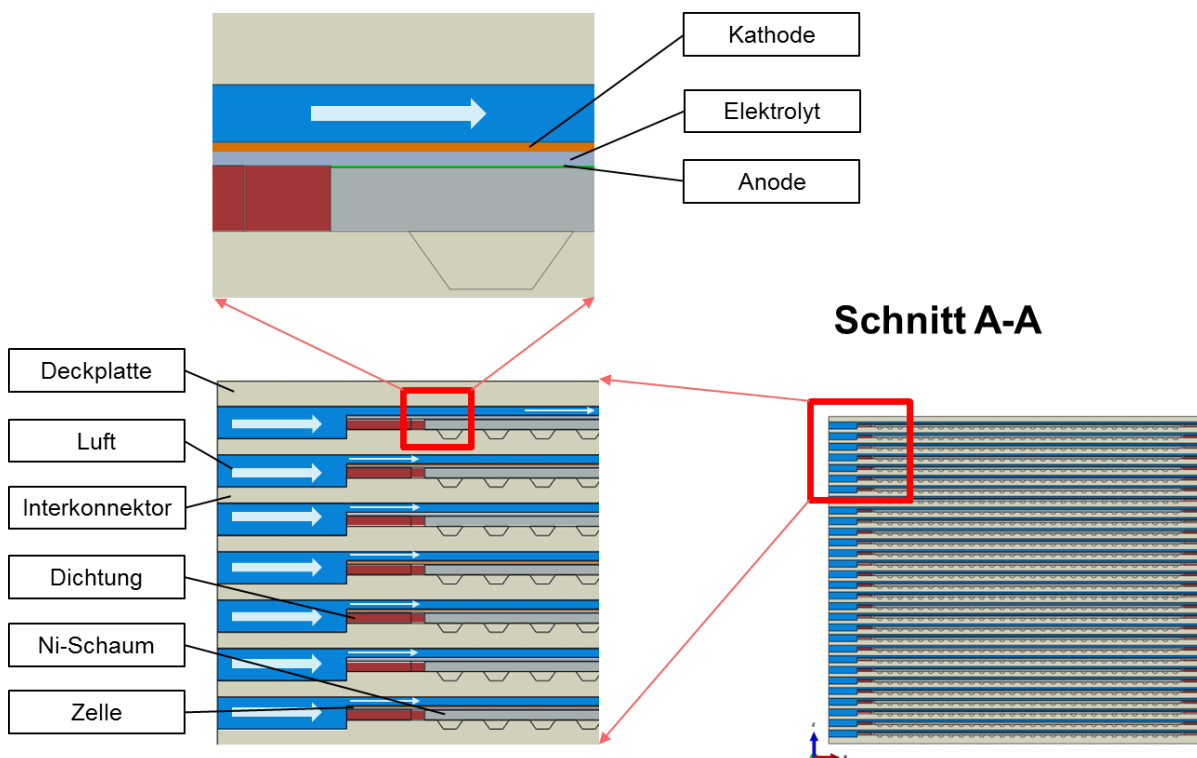 Kathode
Elektrolyt
Anode
Schnitt A-A
Deckplatte
Luft
Interkonnektor
Dichtung
Ni-Schaum
Zelle
z